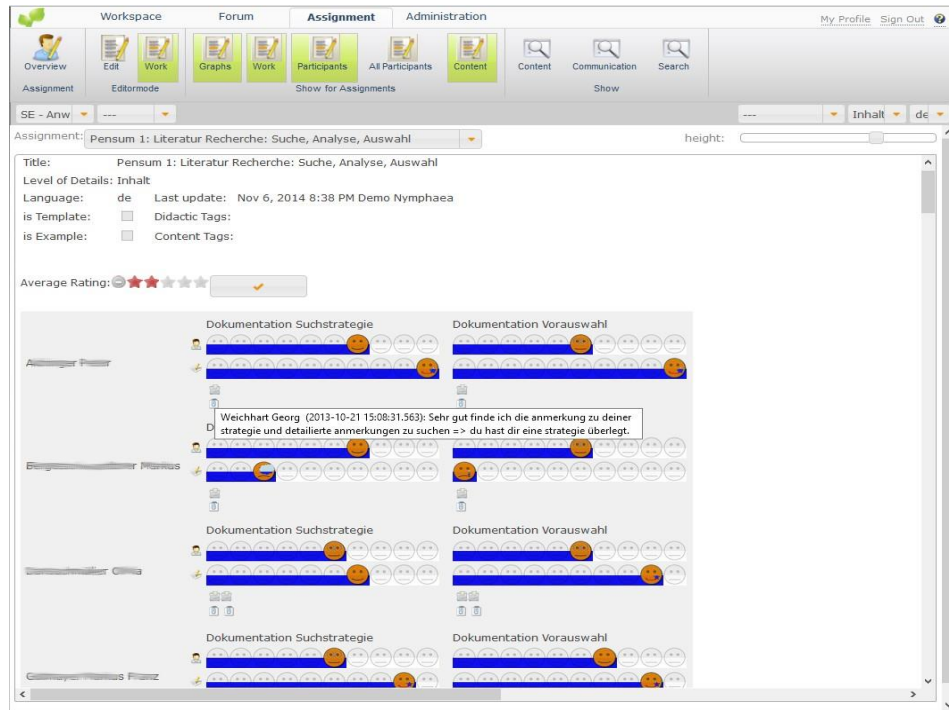 Workspace Forum Assignment Administration
My Profile Sign Out
Overview Edit Work Graphs Work Participants All Participants Content Content Communication Search
Assignment Editormode Show for Assignments Show
SE - Anw --- --- Inhalt de
Assignment: Pensum 1: Literatur Recherche: Suche, Analyse, Auswahl height:
Title: Pensum 1: Literatur Recherche: Suche, Analyse, Auswahl
Level of Details: Inhalt
Language: de Last update: Nov 6, 2014 8:38 PM Demo Nymphaea
is Template: Didactic Tags:
is Example: Content Tags:
Average Rating:
Dokumentation Suchstrategie Dokumentation Vorauswahl
Weichhart Georg (2013-10-21 15:08:31.563): Sehr gut finde ich die anmerkung zu deiner
strategie und detailierte anmerkungen zu suchen => du hast dir eine strategie überlegt.
Markus
Dokumentation Suchstrategie Dokumentation Vorauswahl
Dokumentation Suchstrategie Dokumentation Vorauswahl